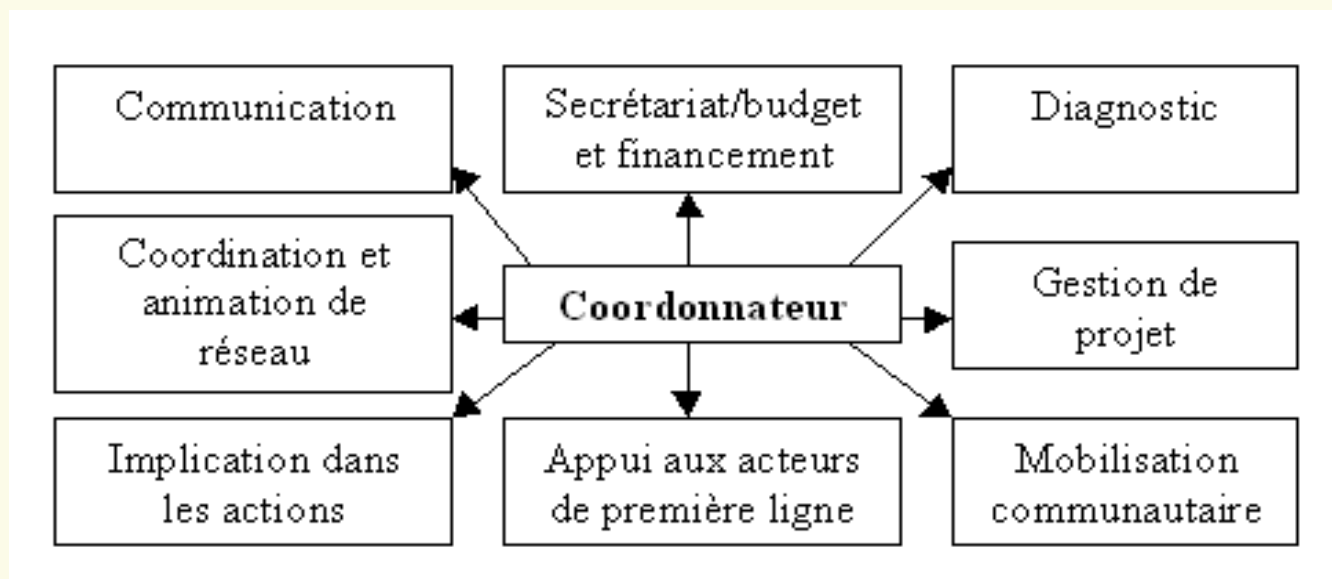 Communication
Secrétariat/budget
et financement
Diagnostic
Coordination et
animation de
réseau
Coordonnateur
Gestion de
projet
Implication dans
les actions
Appui aux acteurs
de première ligne
Mobilisation
communautaire